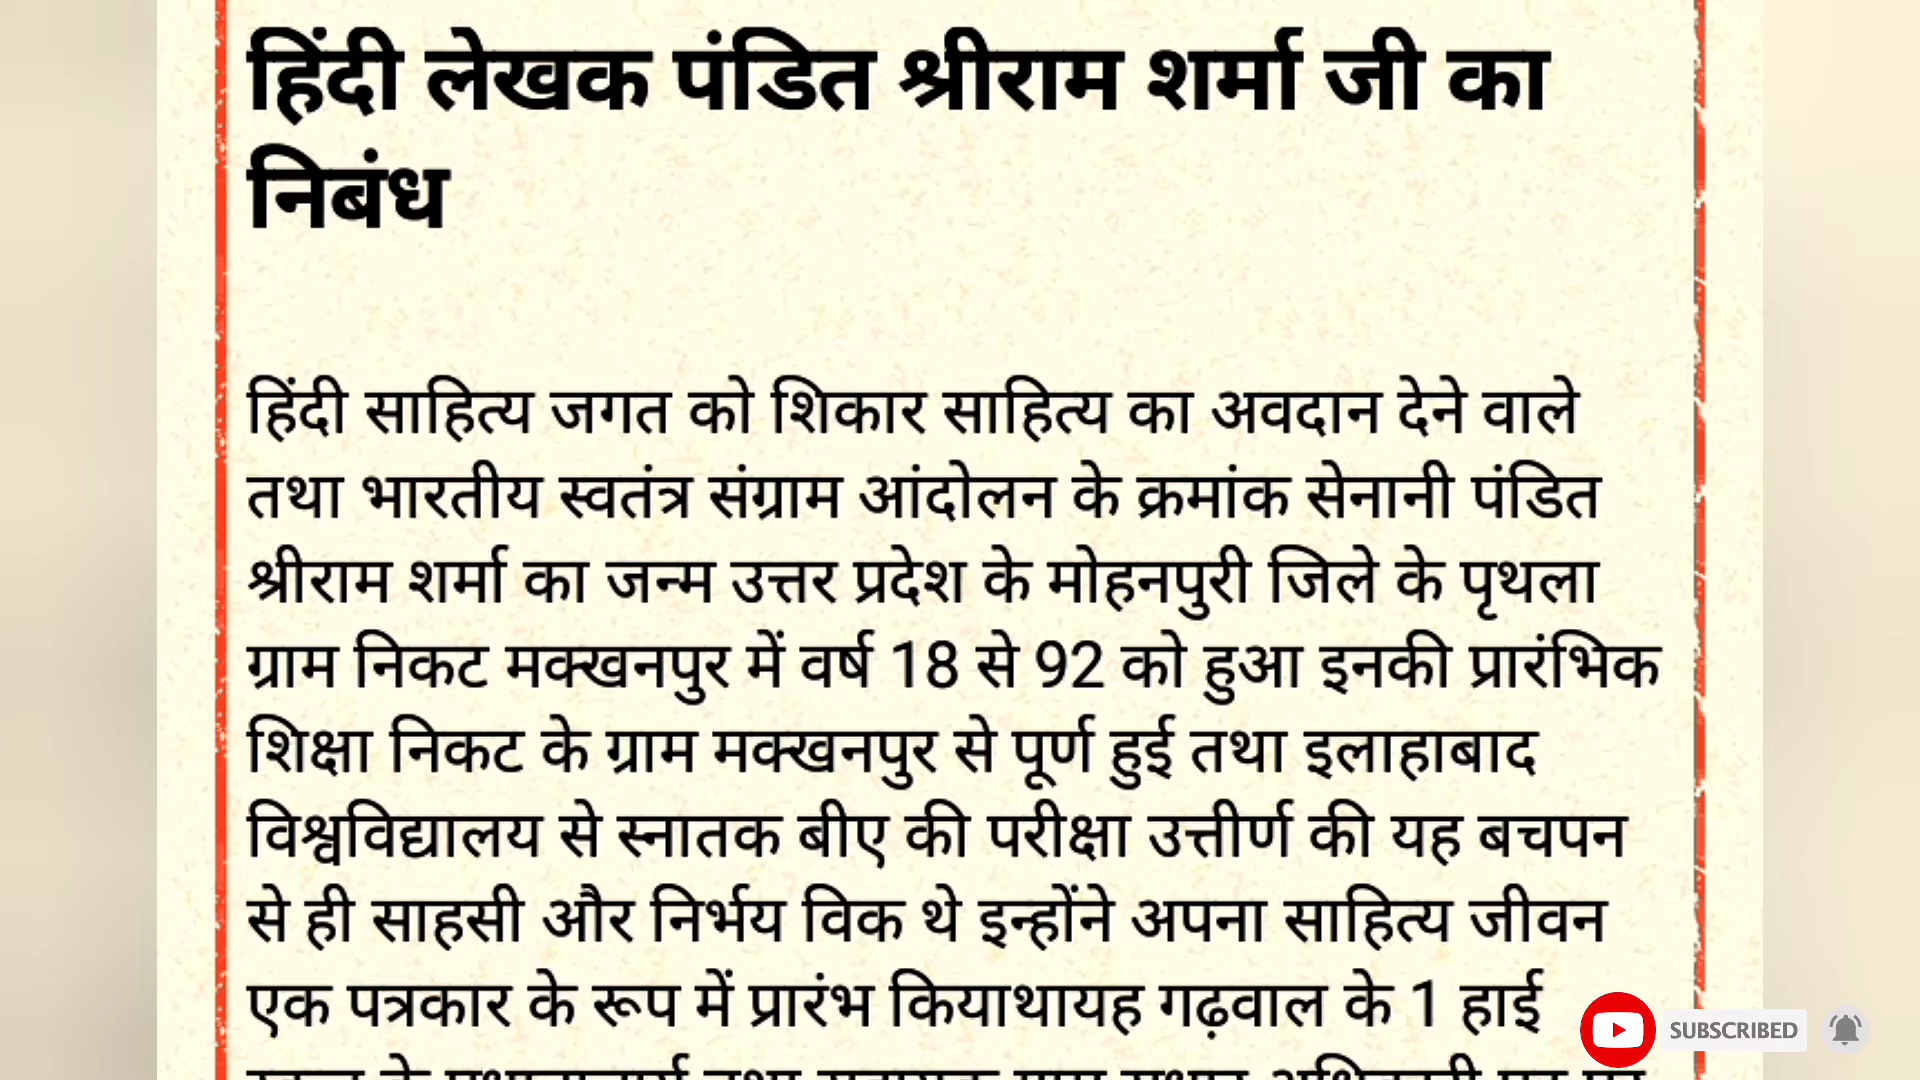 हिंदी लेखक पंडित श्रीराम शर्मा जी का
निबंध
हिंदी साहित्य जगत को शिकार साहित्य का अवदान देने वाले
तथा भारतीय स्वतंत्र संग्राम आंदोलन के क्रमांक सेनानी पंडित
श्रीराम शर्मा का जन्म उत्तर प्रदेश के मोहनपुरी जिले के पृथला
ग्राम निकट मक्खनपुर में वर्ष 18 से 92 को हुआ इनकी प्रारंभिक
शिक्षा निकट के ग्राम मक्खनपुर से पूर्ण हुई तथा इलाहाबाद
विश्वविद्यालय से स्नातक बीए की परीक्षा उत्तीर्ण की यह बचपन
से ही साहसी और निर्भय विक थे इन्होंने अपना साहित्य जीवन
एक पत्रकार के रूप में प्रारंभ कियाथायह गढ़वाल के 1 हाई
SUBSCRIBED